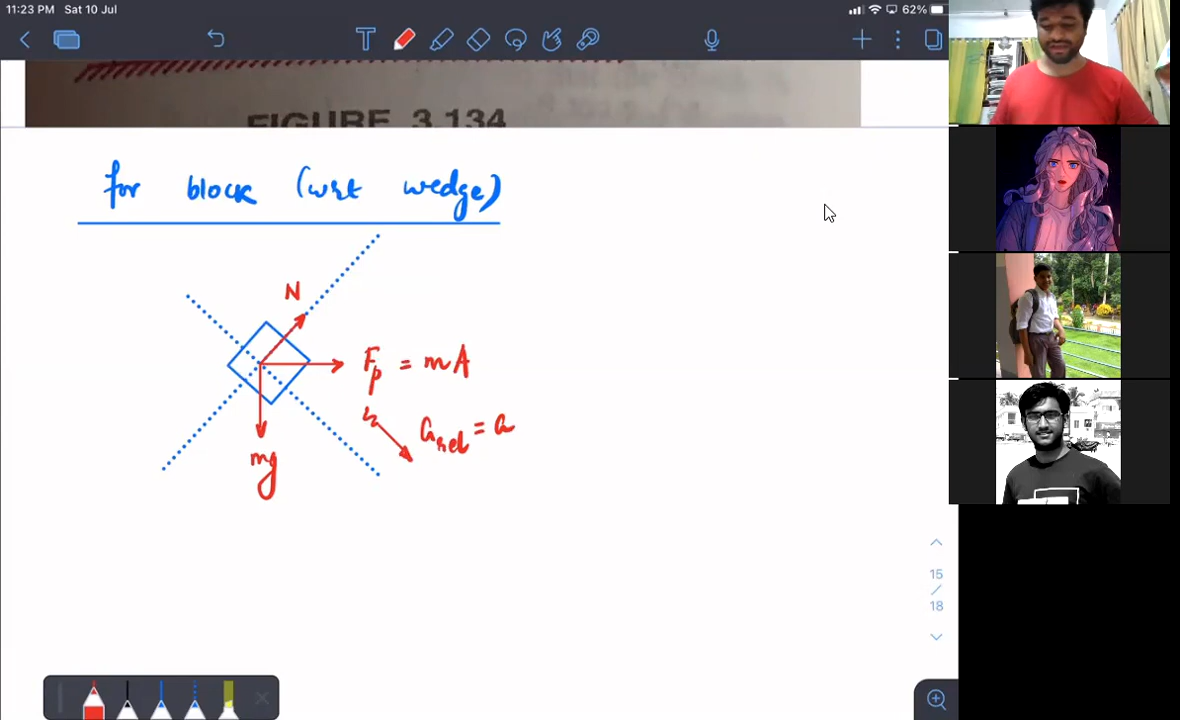 11:23 PM Sat 10 Jul
62%
T
FIGURE 3.134
for block (wrt wedge)
N
Fp = mA
arel = a
mg
15
/
18